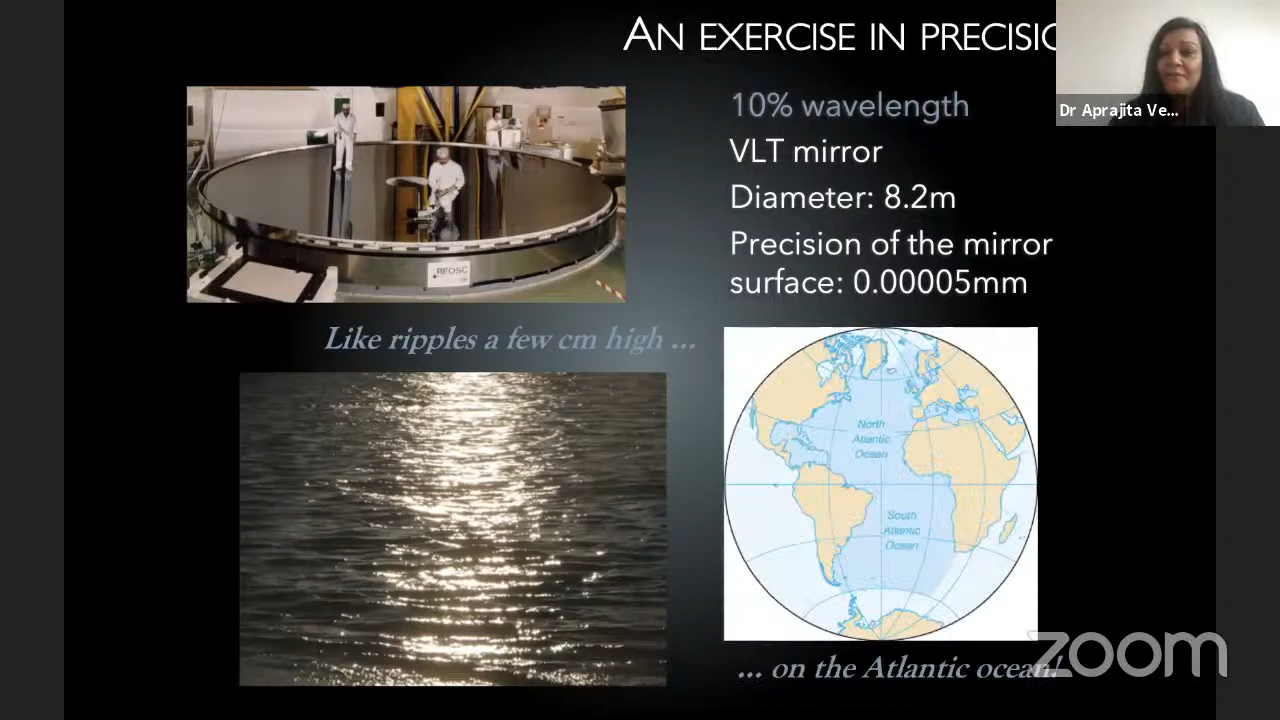 AN EXERCISE IN PRECISIO
Dr Aprajita Ve...
10% wavelength
VLT mirror
Diameter: 8.2m
Precision of the mirror
surface: 0.00005mm
REOSC
Like ripples a few cm high ...
North
Atlantic
Ocean
South
Atlantic
Ocean
... on the Atlantic ocean!
zoom